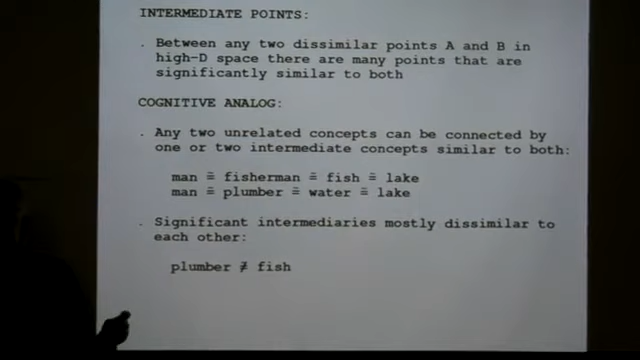 INTERMEDIATE POINTS:
. Between any two dissimilar points A and B in
high-D space there are many points that are
significantly similar to both
COGNITIVE ANALOG:
. Any two unrelated concepts can be connected by
one or two intermediate concepts similar to both:
man ≅ fisherman ≅ fish ≅ lake
man ≅ plumber ≅ water ≅ lake
. Significant intermediaries mostly dissimilar to
each other:
plumber ≇ fish